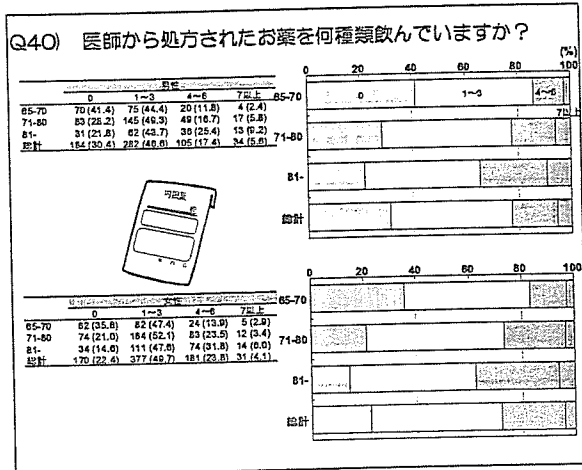 Q40) 医師から処方されたお薬を何種類飲んでいますか？
男性
0 1～3 4～6 7以上
65-70 70 (41.4) 75 (44.4) 20 (11.8) 4 (2.4)
71-80 83 (28.2) 145 (49.3) 49 (16.7) 17 (5.8)
81- 31 (21.8) 62 (43.7) 36 (25.4) 13 (9.2)
総計 184 (30.4) 282 (46.6) 105 (17.4) 34 (5.6)
(%)
0 20 40 60 80 100
65-70 0 1～3 4～6
7以上
71-80
81-
総計
女性
0 1～3 4～6 7以上
65-70 62 (35.8) 82 (47.4) 24 (13.9) 5 (2.9)
71-80 74 (21.0) 184 (52.1) 83 (23.5) 12 (3.4)
81- 34 (14.6) 111 (47.6) 74 (31.8) 14 (6.0)
総計 170 (22.4) 377 (49.7) 181 (23.8) 31 (4.1)
0 20 40 60 80 100
65-70
71-80
81-
総計